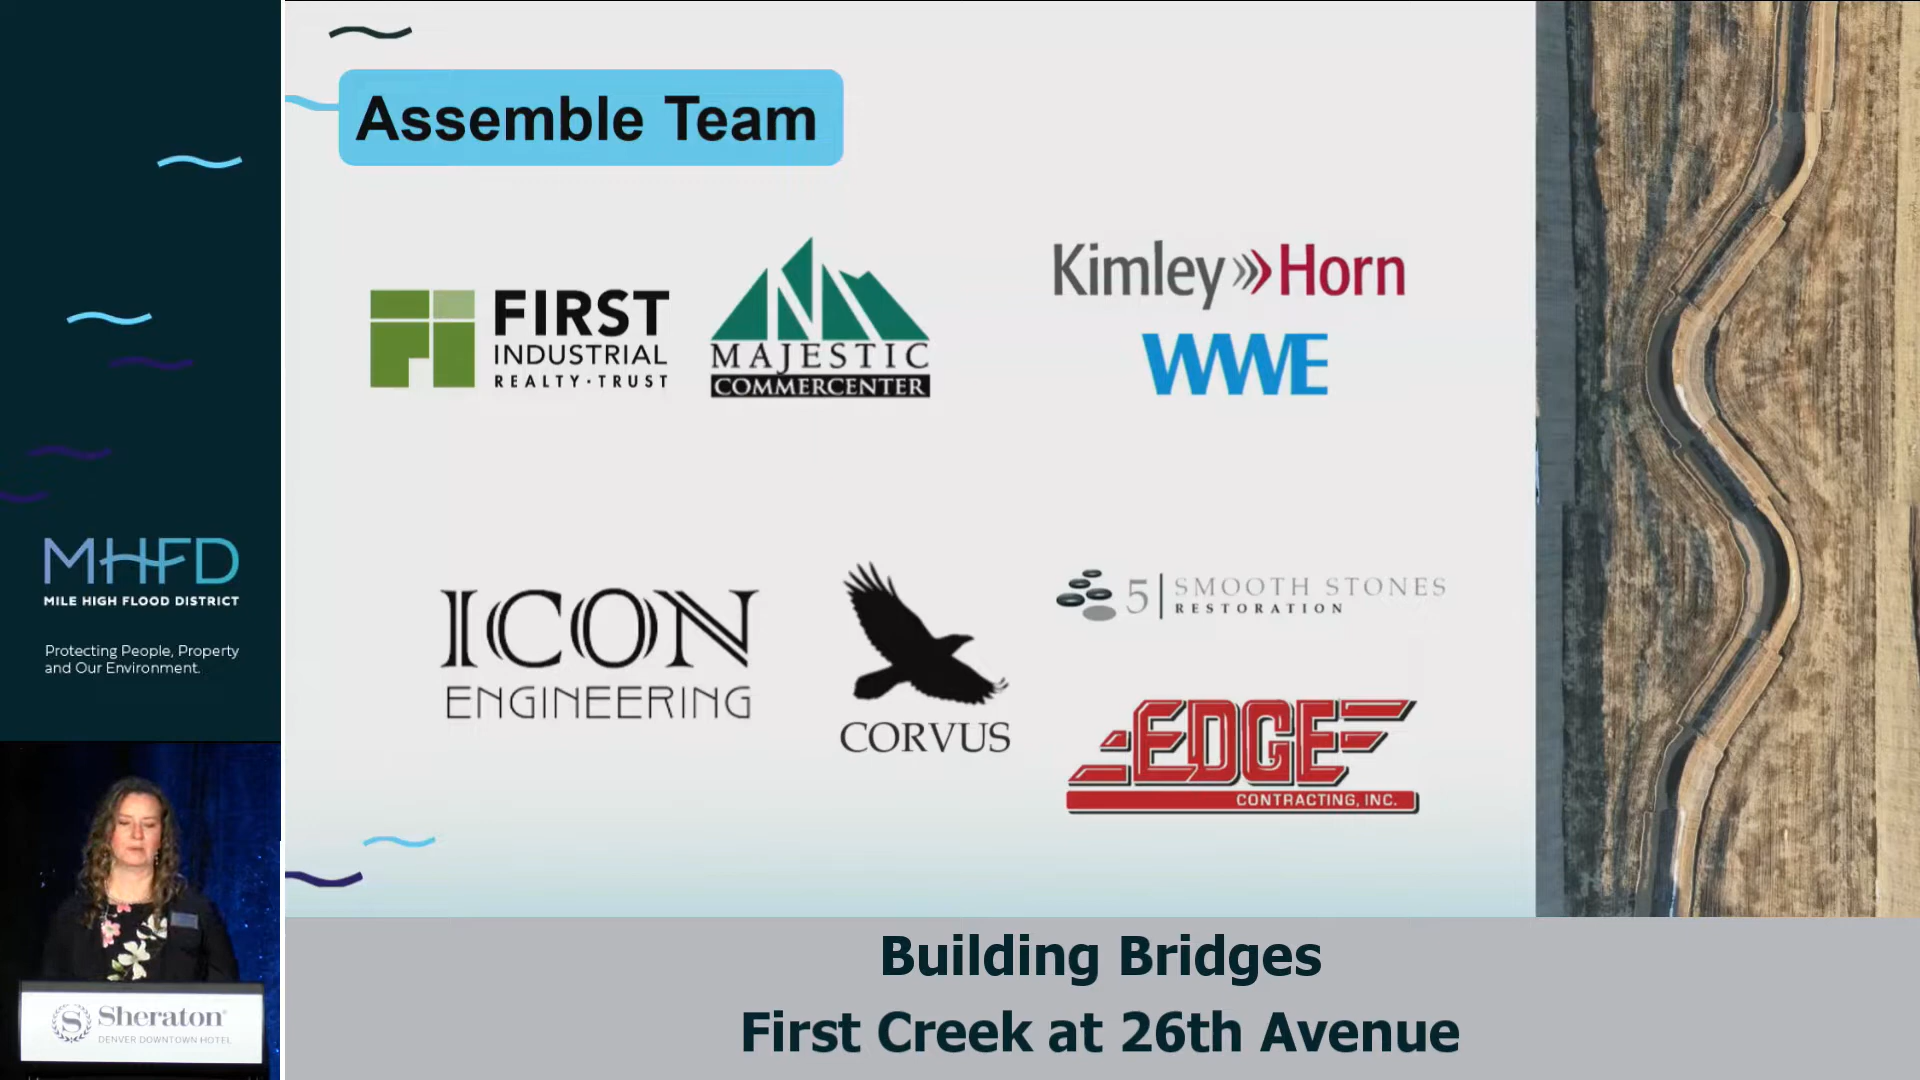 Assemble Team
FIRST
INDUSTRIAL
REALTY·TRUST
MAJESTIC
COMMERCENTER
Kimley»Horn
WWE
ICON
ENGINEERING
CORVUS
5 | SMOOTH STONES
RESTORATION
EDGE
CONTRACTING, INC.
MHFD
MILE HIGH FLOOD DISTRICT
Protecting People, Property
and Our Environment.
S Sheraton
DENVER DOWNTOWN HOTEL
Building Bridges
First Creek at 26th Avenue